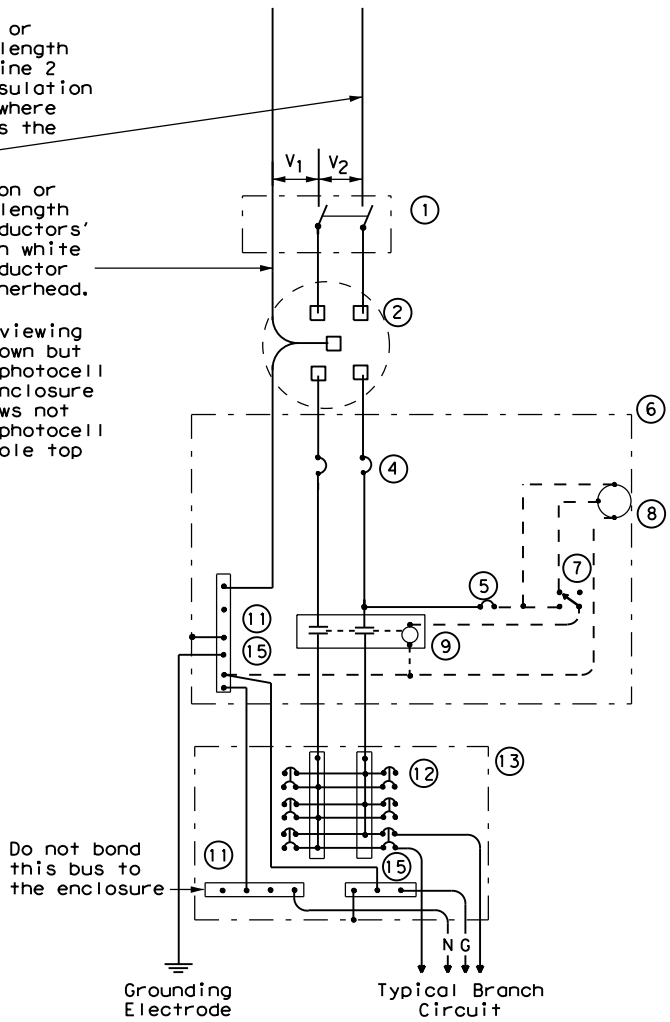 or
length
ine 2
sulation
where
s the
on or
length
ductors'
n white
ductor
herhead.
viewing
own but
photocell
nclosure
ws not
photocell
ole top
V1
V2
1
2
6
4
8
7
5
11
15
9
13
12
Do not bond
this bus to
the enclosure
11
15
N G
Grounding
Electrode
Typical Branch
Circuit